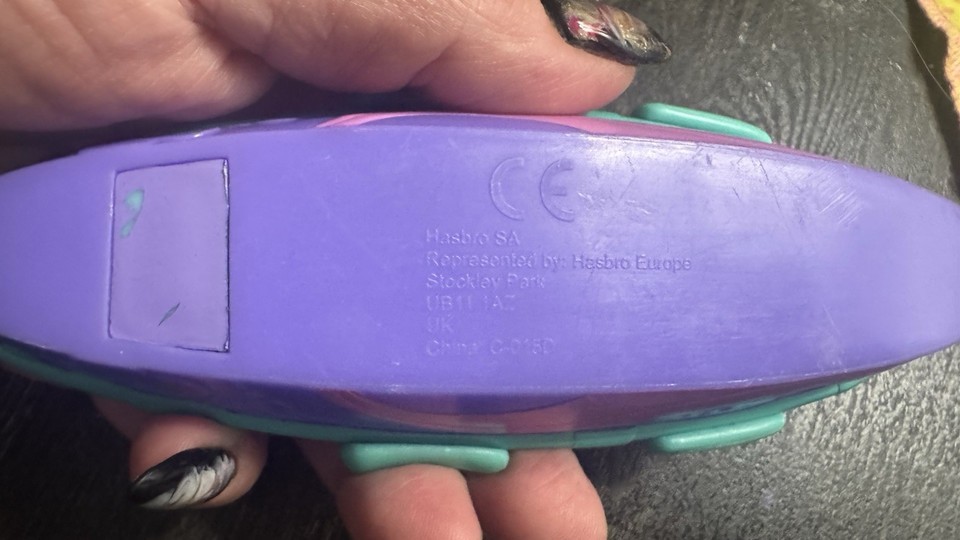 CE
Hasbro SA
Represented by: Hasbro Europe
Stockley Park
UB11 1AZ
UK
China C-015D